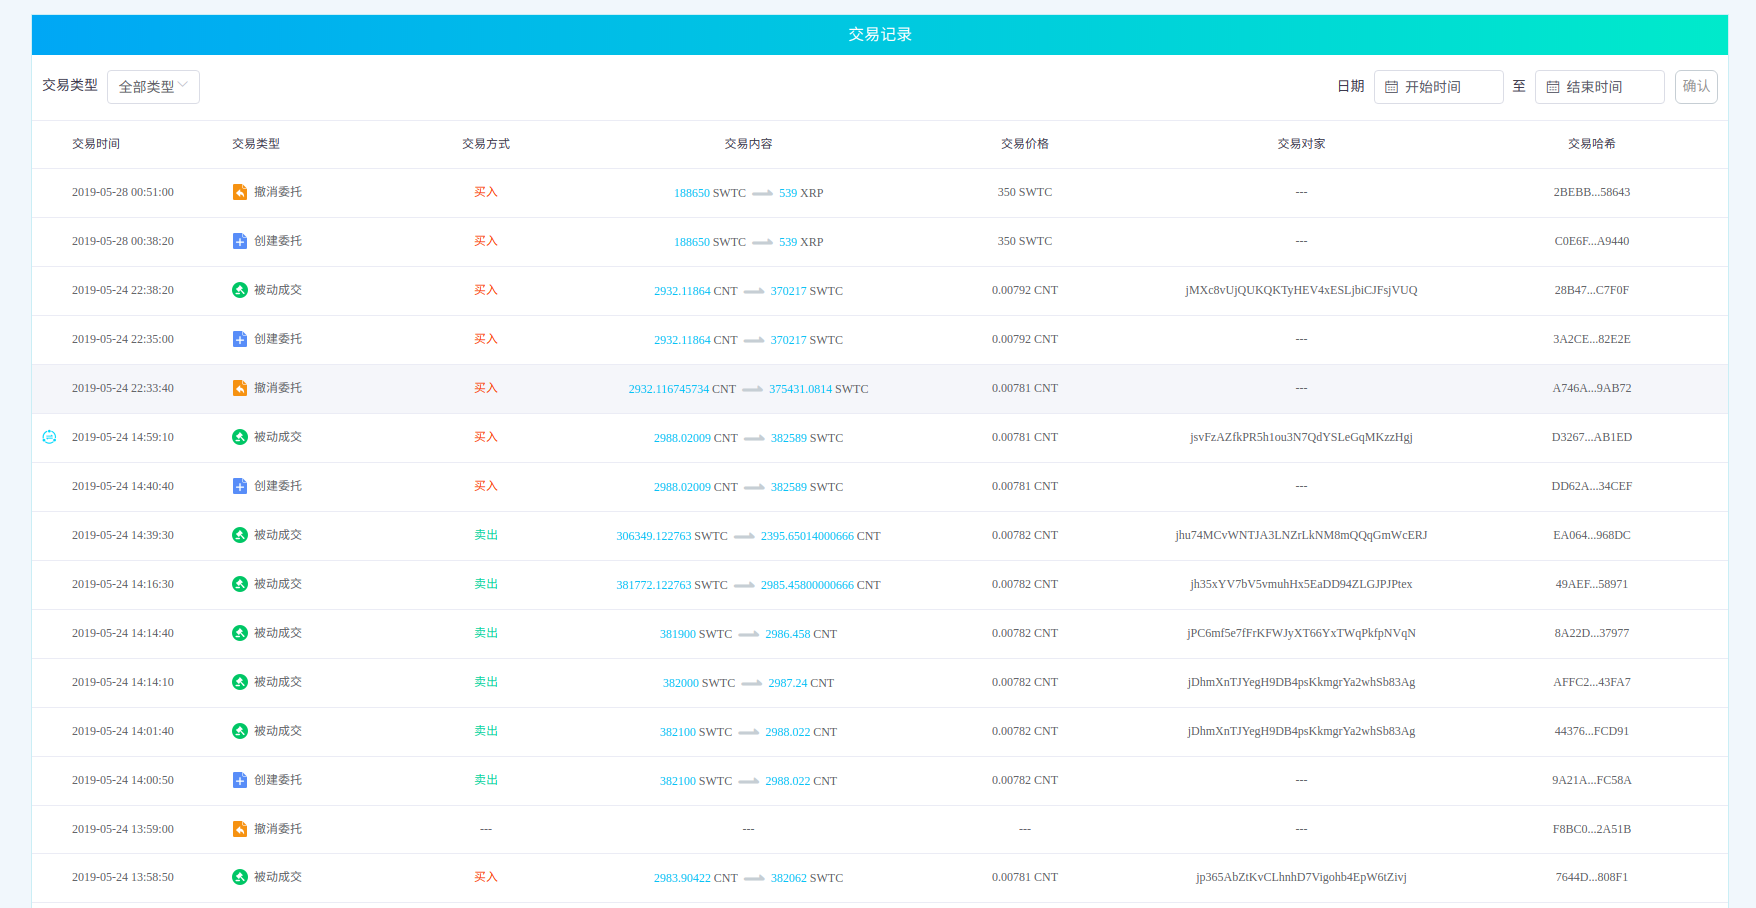 交易记录
交易类型 全部类型 日期 开始时间 至 结束时间 确认
交易时间 交易类型 交易方式 交易内容 交易价格 交易对家 交易哈希
2019-05-28 00:51:00 撤消委托 买入 188650 SWTC 539 XRP 350 SWTC --- 2BEBB...58643
2019-05-28 00:38:20 创建委托 买入 188650 SWTC 539 XRP 350 SWTC --- C0E6F...A9440
2019-05-24 22:38:20 被动成交 买入 2932.11864 CNT 370217 SWTC 0.00792 CNT jMXc8vUjQUKQKTyHEV4xESLjbiCJFsjVUQ 28B47...C7F0F
2019-05-24 22:35:00 创建委托 买入 2932.11864 CNT 370217 SWTC 0.00792 CNT --- 3A2CE...82E2E
2019-05-24 22:33:40 撤消委托 买入 2932.116745734 CNT 375431.0814 SWTC 0.00781 CNT --- A746A...9AB72
2019-05-24 14:59:10 被动成交 买入 2988.02009 CNT 382589 SWTC 0.00781 CNT jsvFzAZfkPR5h1ou3N7QdYSLeGqMKzzHgj D3267...AB1ED
2019-05-24 14:40:40 创建委托 买入 2988.02009 CNT 382589 SWTC 0.00781 CNT --- DD62A...34CEF
2019-05-24 14:39:30 被动成交 卖出 306349.122763 SWTC 2395.65014000666 CNT 0.00782 CNT jhu74MCvWNTJA3LNZrLkNM8mQQqGmWcERJ EA064...968DC
2019-05-24 14:16:30 被动成交 卖出 381772.122763 SWTC 2985.45800000666 CNT 0.00782 CNT jh35xYV7bV5vmuhHx5EaDD94ZLGJPJPtex 49AEF...58971
2019-05-24 14:14:40 被动成交 卖出 381900 SWTC 2986.458 CNT 0.00782 CNT jPC6mf5e7fFrKFWJyXT66YxTWqPkfpNVqN 8A22D...37977
2019-05-24 14:14:10 被动成交 卖出 382000 SWTC 2987.24 CNT 0.00782 CNT jDhmXnTJYegH9DB4psKkmgrYa2whSb83Ag AFFC2...43FA7
2019-05-24 14:01:40 被动成交 卖出 382100 SWTC 2988.022 CNT 0.00782 CNT jDhmXnTJYegH9DB4psKkmgrYa2whSb83Ag 44376...FCD91
2019-05-24 14:00:50 创建委托 卖出 382100 SWTC 2988.022 CNT 0.00782 CNT --- 9A21A...FC58A
2019-05-24 13:59:00 撤消委托 --- --- --- --- F8BC0...2A51B
2019-05-24 13:58:50 被动成交 买入 2983.90422 CNT 382062 SWTC 0.00781 CNT jp365AbZtKvCLhnhD7Vigohb4EpW6tZivj 7644D...808F1